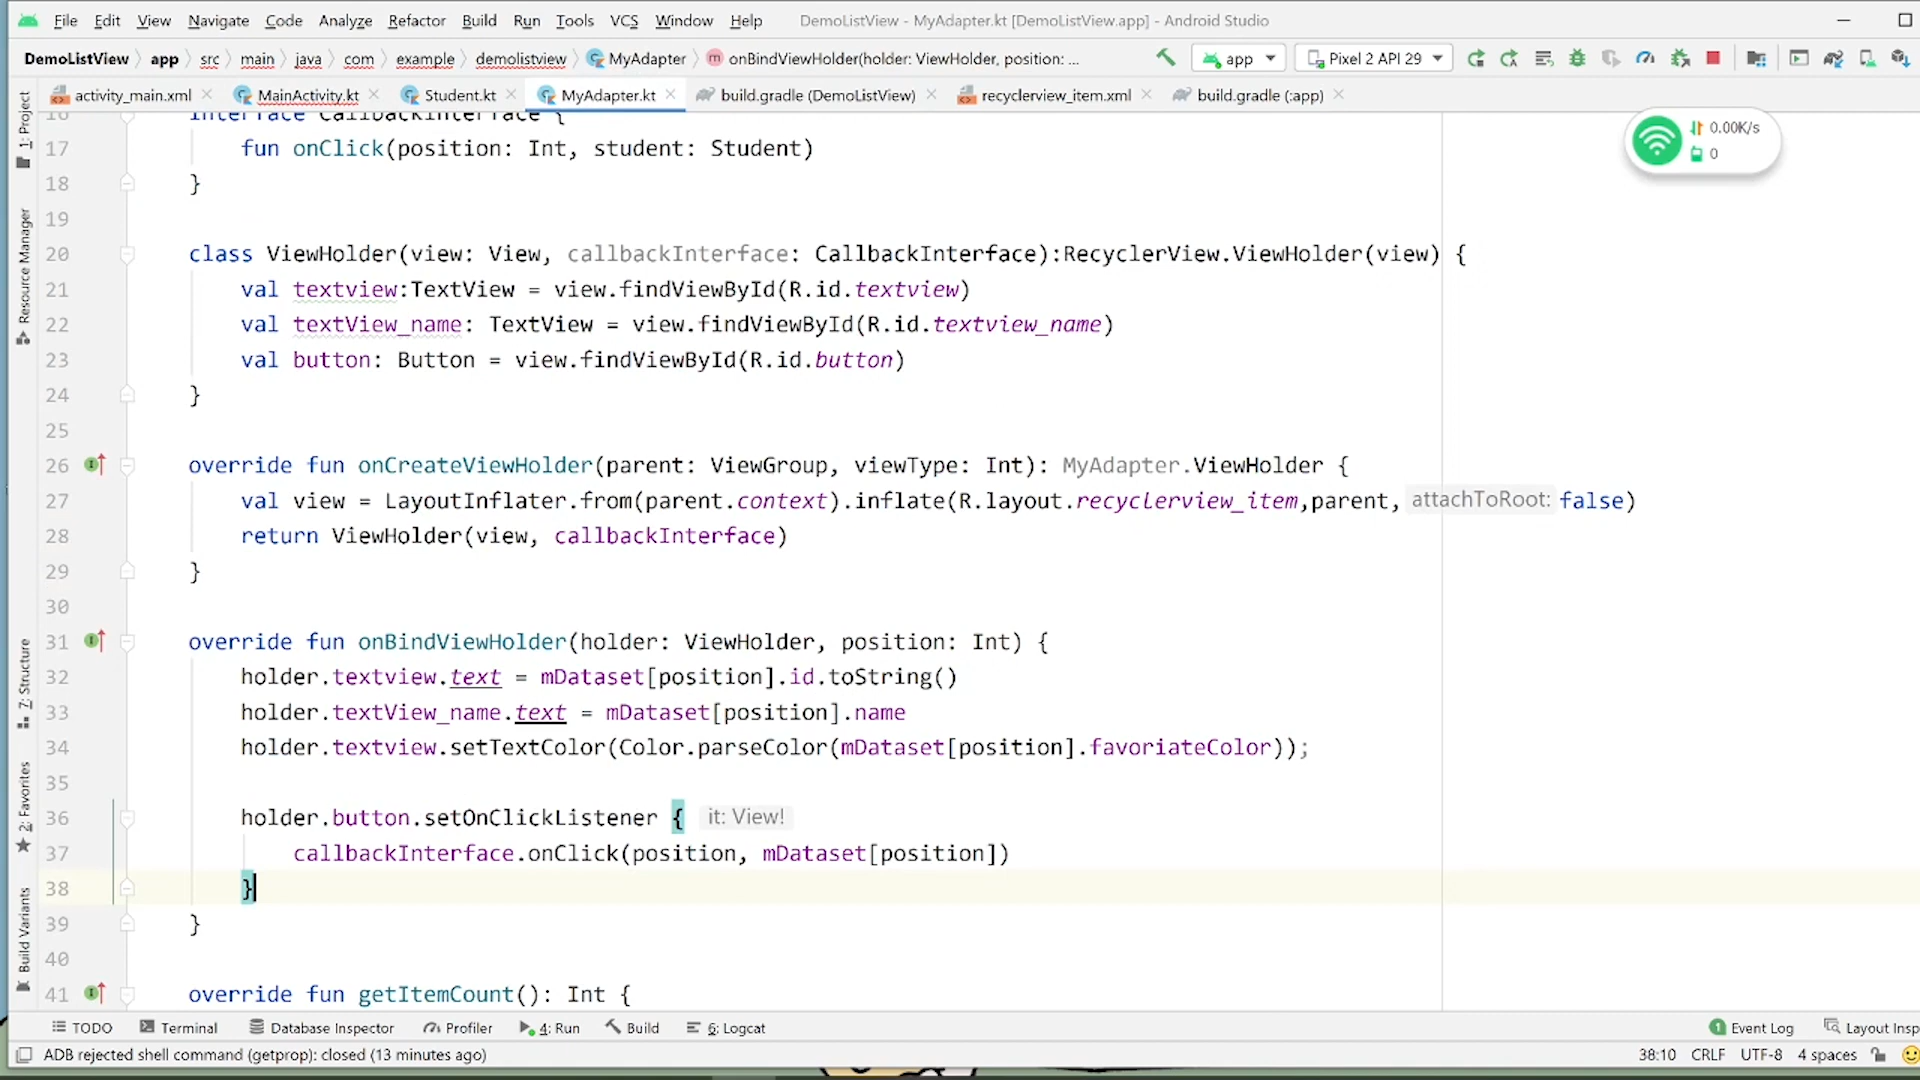 File Edit View Navigate Code Analyze Refactor Build Run Tools VCS Window Help DemoListView - MyAdapter.kt [DemoListView.app] - Android Studio
DemoListView app src main java com example demolistview MyAdapter onBindViewHolder(holder: ViewHolder, position: ... app Pixel 2 API 29
activity_main.xml MainActivity.kt Student.kt MyAdapter.kt build.gradle (DemoListView) recyclerview_item.xml build.gradle (:app)
0.00K/s
0
1: Project
Resource Manager
7: Structure
2: Favorites
Build Variants
16 interface CallbackInterface {
17 fun onClick(position: Int, student: Student)
18 }
19
20 class ViewHolder(view: View, callbackInterface: CallbackInterface):RecyclerView.ViewHolder(view) {
21 val textview:TextView = view.findViewById(R.id.textview)
22 val textView_name: TextView = view.findViewById(R.id.textview_name)
23 val button: Button = view.findViewById(R.id.button)
24 }
25
26 override fun onCreateViewHolder(parent: ViewGroup, viewType: Int): MyAdapter.ViewHolder {
27 val view = LayoutInflater.from(parent.context).inflate(R.layout.recyclerview_item,parent, attachToRoot: false)
28 return ViewHolder(view, callbackInterface)
29 }
30
31 override fun onBindViewHolder(holder: ViewHolder, position: Int) {
32 holder.textview.text = mDataset[position].id.toString()
33 holder.textView_name.text = mDataset[position].name
34 holder.textview.setTextColor(Color.parseColor(mDataset[position].favoriateColor));
35
36 holder.button.setOnClickListener { it: View!
37 callbackInterface.onClick(position, mDataset[position])
38 }
39 }
40
41 override fun getItemCount(): Int {
TODO Terminal Database Inspector Profiler 4: Run Build 6: Logcat 1 Event Log Layout Insp
ADB rejected shell command (getprop): closed (13 minutes ago) 38:10 CRLF UTF-8 4 spaces